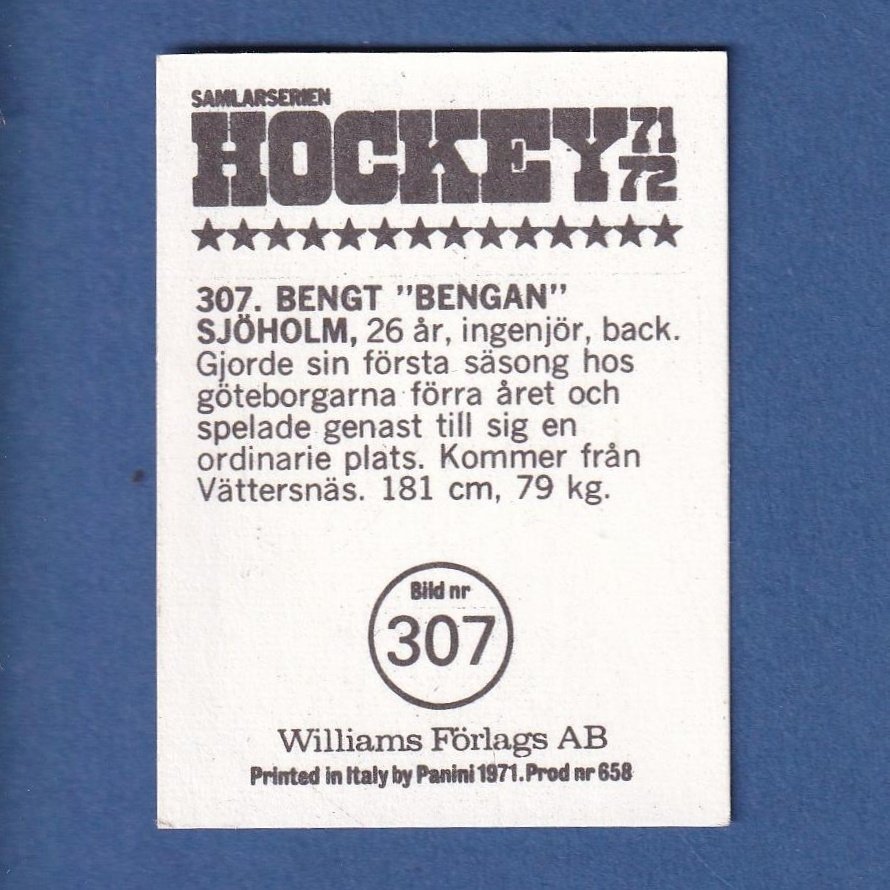 SAMLARSERIEN
HOCKEY 71 72
307. BENGT "BENGAN"
SJÖHOLM, 26 år, ingenjör, back.
Gjorde sin första säsong hos
göteborgarna förra året och
spelade genast till sig en
ordinarie plats. Kommer från
Vättersnäs. 181 cm, 79 kg.
Bild nr
307
Williams Förlags AB
Printed in Italy by Panini 1971. Prod nr 658